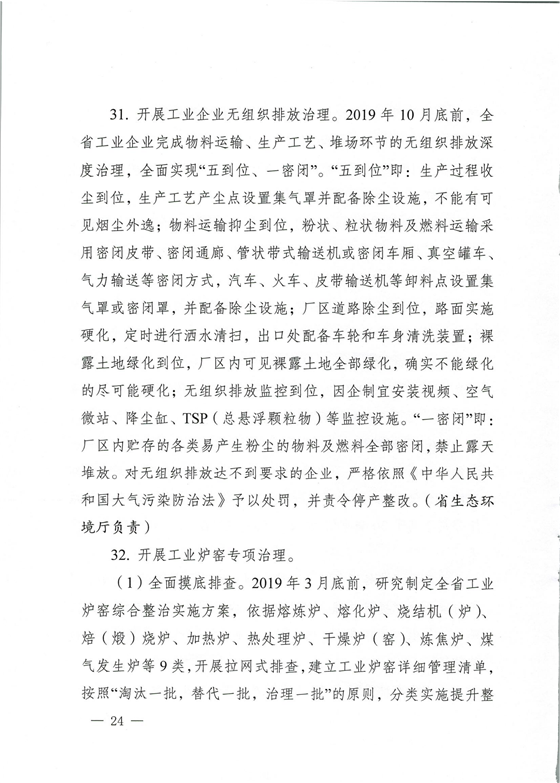 31. 开展工业企业无组织排放治理。2019 年 10 月底前，全
省工业企业完成物料运输、生产工艺、堆场环节的无组织排放深
度治理，全面实现“五到位、一密闭”。“五到位”即：生产过程收
尘到位，生产工艺产尘点设置集气罩并配备除尘设施，不能有可
见烟尘外逸；物料运输抑尘到位，粉状、粒状物料及燃料运输采
用密闭皮带、密闭通廊、管状带式输送机或密闭车厢、真空罐车、
气力输送等密闭方式，汽车、火车、皮带输送机等卸料点设置集
气罩或密闭罩，并配备除尘设施；厂区道路除尘到位，路面实施
硬化，定时进行洒水清扫，出口处配备车轮和车身清洗装置；裸
露土地绿化到位，厂区内可见裸露土地全部绿化，确实不能绿化
的尽可能硬化；无组织排放监控到位，因企制宜安装视频、空气
微站、降尘缸、TSP（总悬浮颗粒物）等监控设施。“一密闭”即：
厂区内贮存的各类易产生粉尘的物料及燃料全部密闭，禁止露天
堆放。对无组织排放达不到要求的企业，严格依照《中华人民共
和国大气污染防治法》予以处罚，并责令停产整改。（省生态环
境厅负责）
32. 开展工业炉窑专项治理。
（1）全面摸底排查。2019 年 3 月底前，研究制定全省工业
炉窑综合整治实施方案，依据熔炼炉、熔化炉、烧结机（炉）、
焙（煅）烧炉、加热炉、热处理炉、干燥炉（窑）、炼焦炉、煤
气发生炉等 9 类，开展拉网式排查，建立工业炉窑详细管理清单，
按照“淘汰一批，替代一批，治理一批”的原则，分类实施提升整
— 24 —